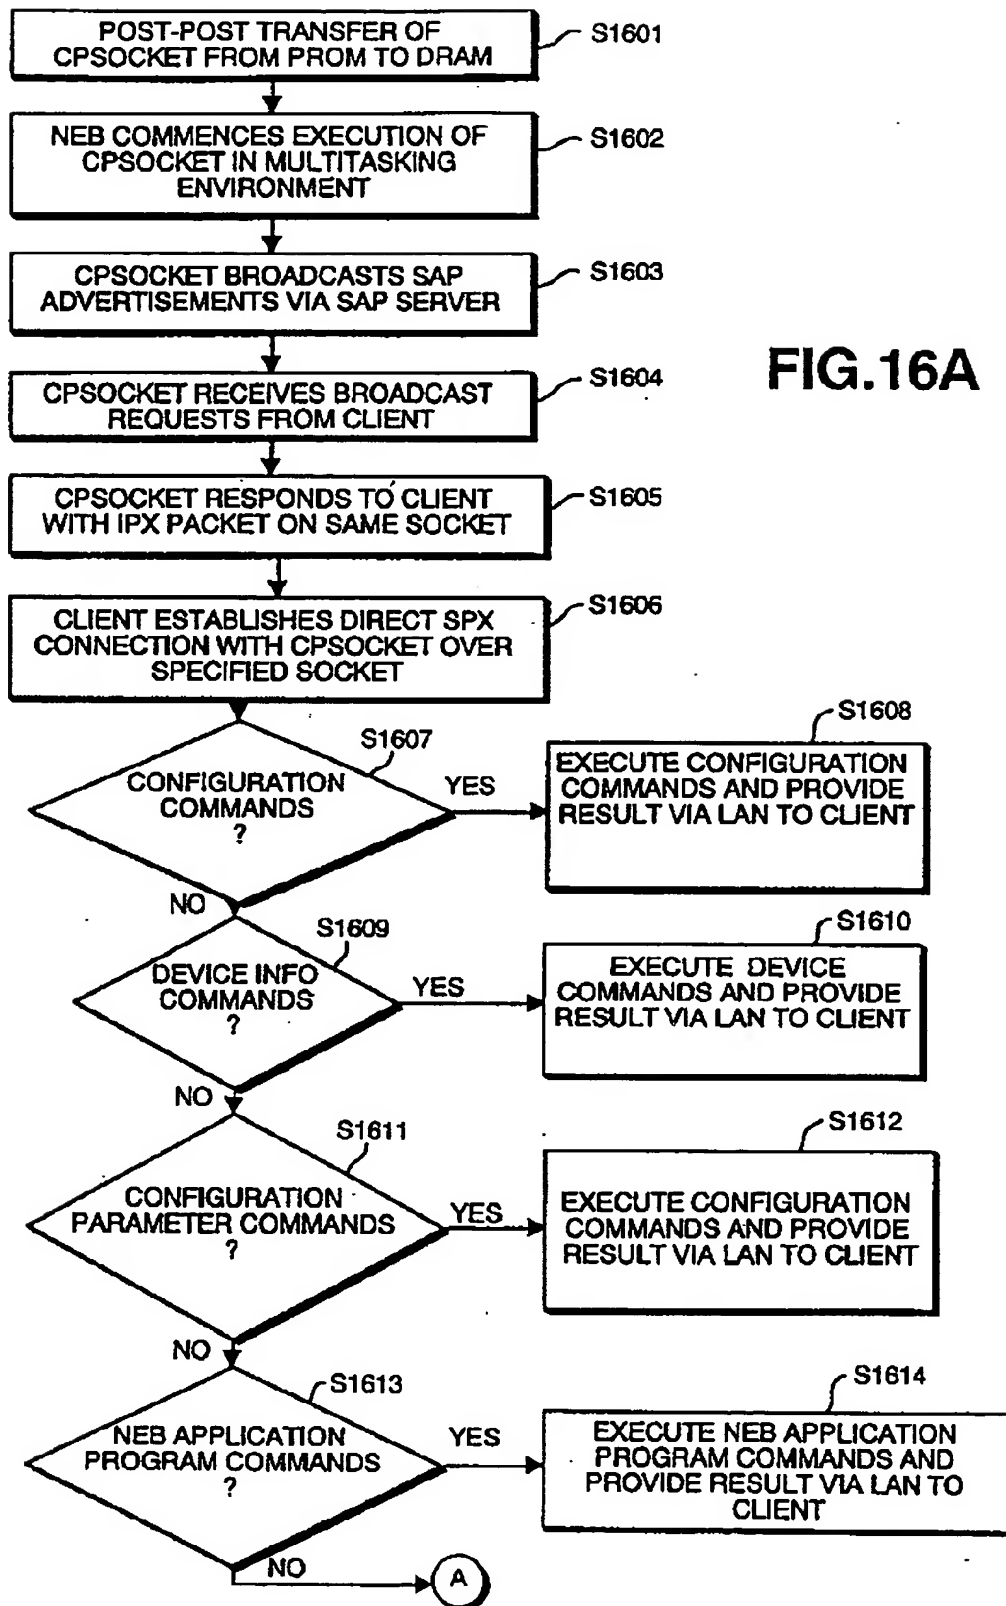 POST-POST TRANSFER OF
CPSOCKET FROM PROM TO DRAM
S1601
NEB COMMENCES EXECUTION OF
CPSOCKET IN MULTITASKING
ENVIRONMENT
S1602
CPSOCKET BROADCASTS SAP
ADVERTISEMENTS VIA SAP SERVER
S1603
FIG.16A
CPSOCKET RECEIVES BROADCAST
REQUESTS FROM CLIENT
S1604
CPSOCKET RESPONDS TO CLIENT
WITH IPX PACKET ON SAME SOCKET
S1605
CLIENT ESTABLISHES DIRECT SPX
CONNECTION WITH CPSOCKET OVER
SPECIFIED SOCKET
S1606
S1607
CONFIGURATION
COMMANDS
?
YES
NO
S1608
EXECUTE CONFIGURATION
COMMANDS AND PROVIDE
RESULT VIA LAN TO CLIENT
S1609
DEVICE INFO
COMMANDS
?
YES
NO
S1610
EXECUTE DEVICE
COMMANDS AND PROVIDE
RESULT VIA LAN TO CLIENT
S1611
CONFIGURATION
PARAMETER COMMANDS
?
YES
NO
S1612
EXECUTE CONFIGURATION
COMMANDS AND PROVIDE
RESULT VIA LAN TO CLIENT
S1613
NEB APPLICATION
PROGRAM COMMANDS
?
YES
NO
S1614
EXECUTE NEB APPLICATION
PROGRAM COMMANDS AND
PROVIDE RESULT VIA LAN TO
CLIENT
A